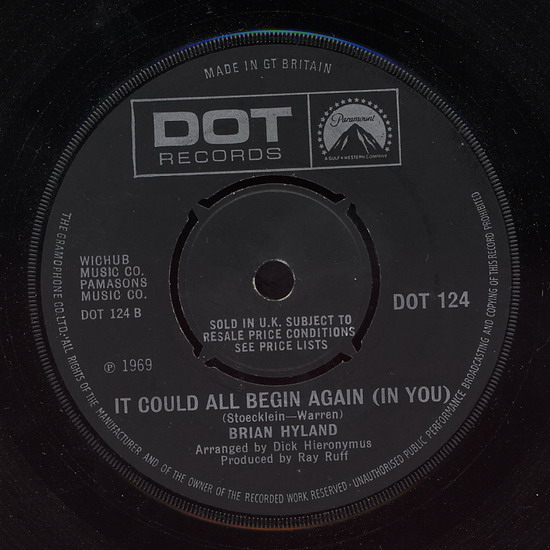 MADE IN GT BRITAIN
DOT
RECORDS
Paramount
A GULF+WESTERN COMPANY
WICHUB
MUSIC CO.
PAMASONS
MUSIC CO.
DOT 124 B
DOT 124
SOLD IN U.K. SUBJECT TO
RESALE PRICE CONDITIONS
SEE PRICE LISTS
℗ 1969
IT COULD ALL BEGIN AGAIN (IN YOU)
(Stoecklein—Warren)
BRIAN HYLAND
Arranged by Dick Hieronymus
Produced by Ray Ruff
THE GRAMOPHONE CO. LTD. · ALL RIGHTS OF THE MANUFACTURER AND OF THE OWNER OF THE RECORDED WORK RESERVED · UNAUTHORISED PUBLIC PERFORMANCE BROADCASTING AND COPYING OF THIS RECORD PROHIBITED